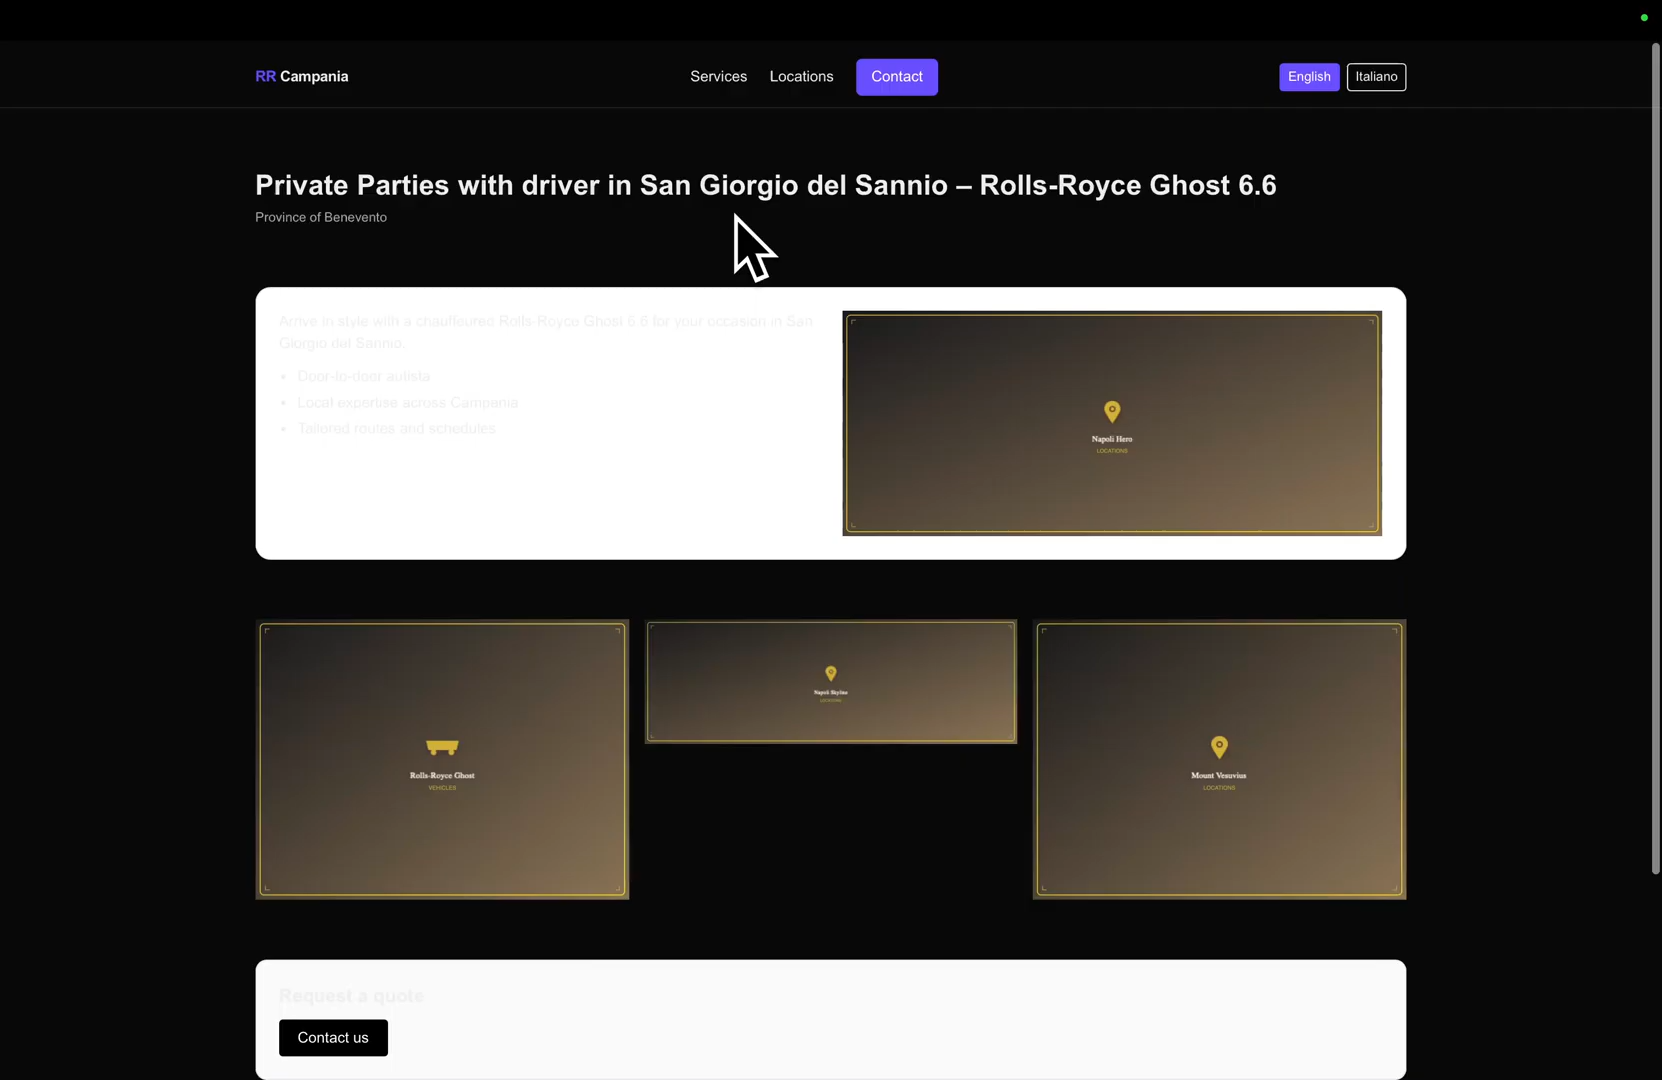 RR Campania
Services
Locations
Contact
English
Italiano
Private Parties with driver in San Giorgio del Sannio – Rolls-Royce Ghost 6.6
Province of Benevento
Arrive in style with a chauffeured Rolls-Royce Ghost 6.6 for your occasion in San
Giorgio del Sannio.
• Door-to-door autista
• Local expertise across Campania
• Tailored routes and schedules
Napoli Hero
LOCATIONS
Rolls-Royce Ghost
VEHICLES
Napoli Skyline
LOCATIONS
Mount Vesuvius
LOCATIONS
Request a quote
Contact us